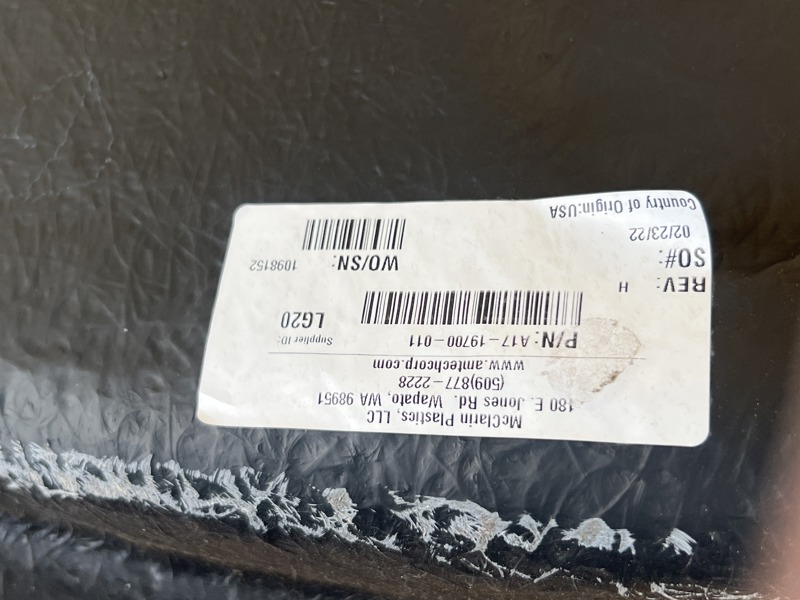 McClarin Plastics, LLC
180 E. Jones Rd. Wapato, WA 98951
(509)877-2228
www.amtechcorp.com
P/N: A17-19700-011
Supplier ID: LG20
REV: H
SO#:
WO/SN: 1098152
02/23/22
Country of Origin:USA